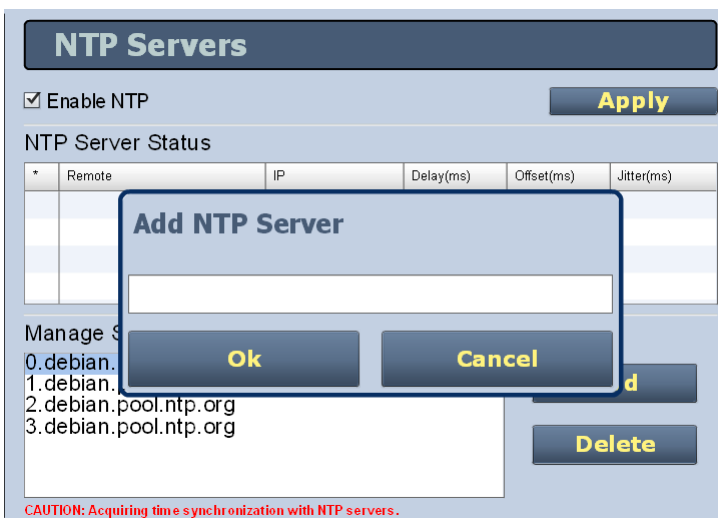 NTP Servers
Enable NTP
Apply
NTP Server Status
* Remote IP Delay(ms) Offset(ms) Jitter(ms)
Add NTP Server
Ok Cancel
Manage
0.debian.
1.debian.
2.debian.pool.ntp.org
3.debian.pool.ntp.org
Delete
CAUTION: Acquiring time synchronization with NTP servers.